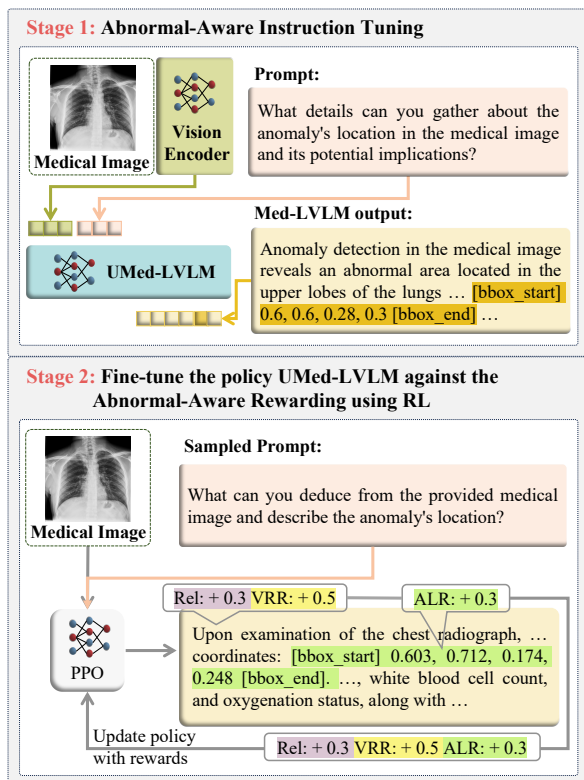 Stage 1: Abnormal-Aware Instruction Tuning
Medical Image
Vision
Encoder
Prompt:
What details can you gather about the
anomaly's location in the medical image
and its potential implications?
UMed-LVLM
Med-LVLM output:
Anomaly detection in the medical image
reveals an abnormal area located in the
upper lobes of the lungs … [bbox_start]
0.6, 0.6, 0.28, 0.3 [bbox_end] …
Stage 2: Fine-tune the policy UMed-LVLM against the
Abnormal-Aware Rewarding using RL
Medical Image
Sampled Prompt:
What can you deduce from the provided medical
image and describe the anomaly's location?
Rel: + 0.3 VRR: + 0.5
ALR: + 0.3
PPO
Upon examination of the chest radiograph, …
coordinates: [bbox_start] 0.603, 0.712, 0.174,
0.248 [bbox_end]. …, white blood cell count,
and oxygenation status, along with …
Update policy
with rewards
Rel: + 0.3 VRR: + 0.5 ALR: + 0.3